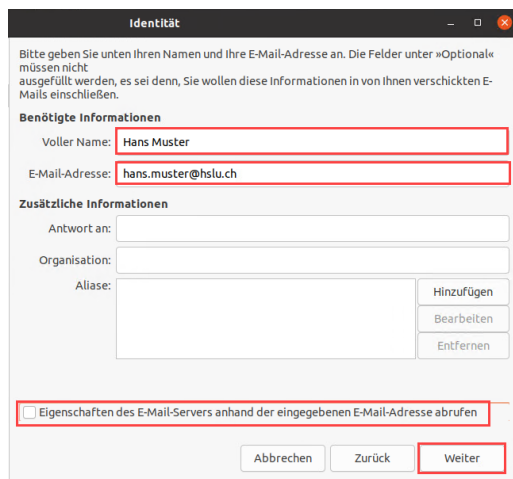 Identität
Bitte geben Sie unten Ihren Namen und Ihre E-Mail-Adresse an. Die Felder unter »Optional«
müssen nicht
ausgefüllt werden, es sei denn, Sie wollen diese Informationen in von Ihnen verschickten E-
Mails einschließen.
Benötigte Informationen
Voller Name: Hans Muster
E-Mail-Adresse: hans.muster@hslu.ch
Zusätzliche Informationen
Antwort an:
Organisation:
Aliase:
Hinzufügen
Bearbeiten
Entfernen
Eigenschaften des E-Mail-Servers anhand der eingegebenen E-Mail-Adresse abrufen
Abbrechen Zurück Weiter